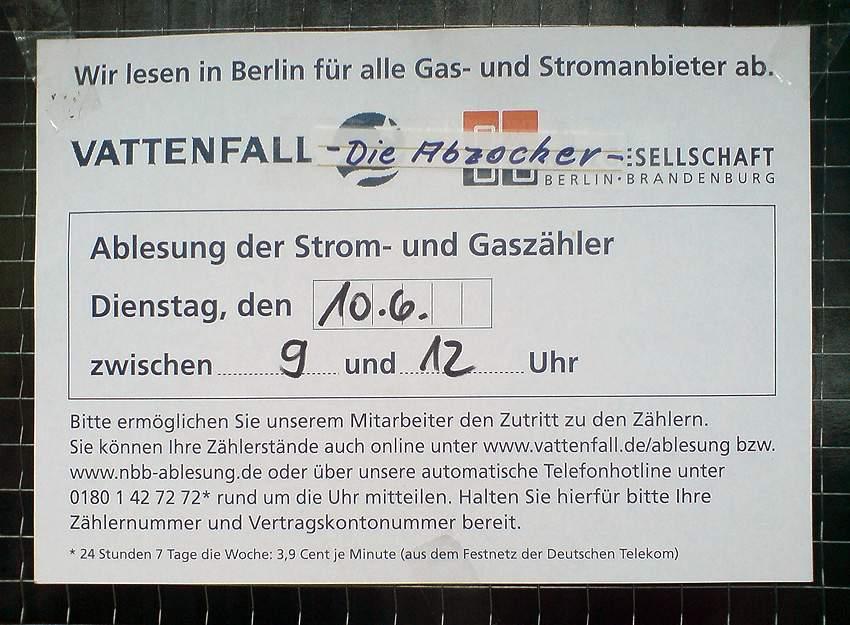 Wir lesen in Berlin für alle Gas- und Stromanbieter ab.
VATTENFALL -Die Abzocker- SELLSCHAFT
BERLIN·BRANDENBURG
Ablesung der Strom- und Gaszähler
Dienstag, den 10.6.
zwischen 9 und 12 Uhr
Bitte ermöglichen Sie unserem Mitarbeiter den Zutritt zu den Zählern.
Sie können Ihre Zählerstände auch online unter www.vattenfall.de/ablesung bzw.
www.nbb-ablesung.de oder über unsere automatische Telefonhotline unter
0180 1 42 72 72* rund um die Uhr mitteilen. Halten Sie hierfür bitte Ihre
Zählernummer und Vertragskontonummer bereit.
* 24 Stunden 7 Tage die Woche: 3,9 Cent je Minute (aus dem Festnetz der Deutschen Telekom)